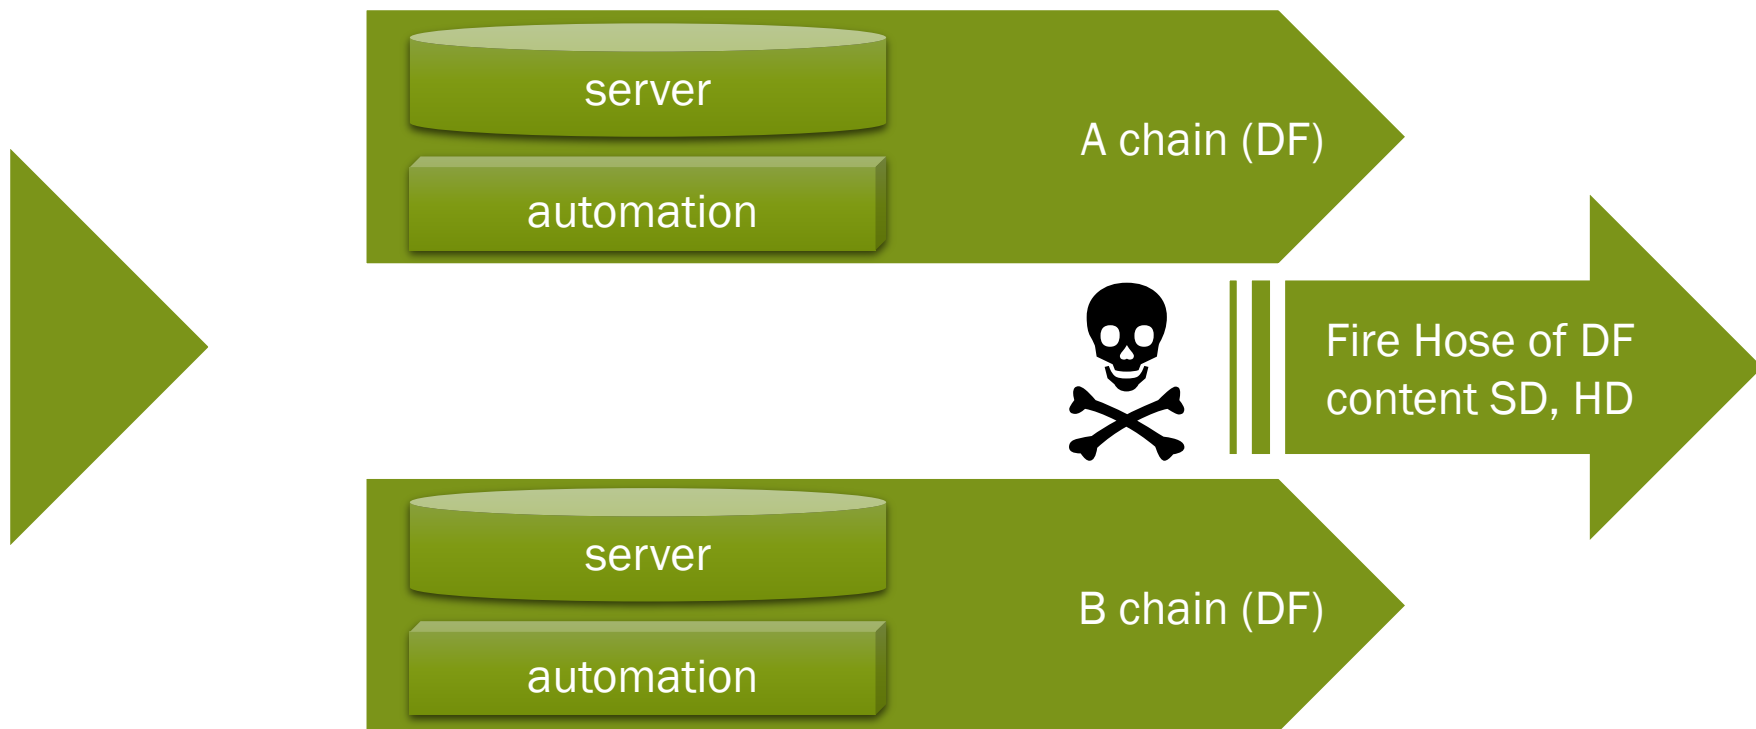 server
automation
A chain (DF)
Fire Hose of DF
content SD, HD
server
automation
B chain (DF)